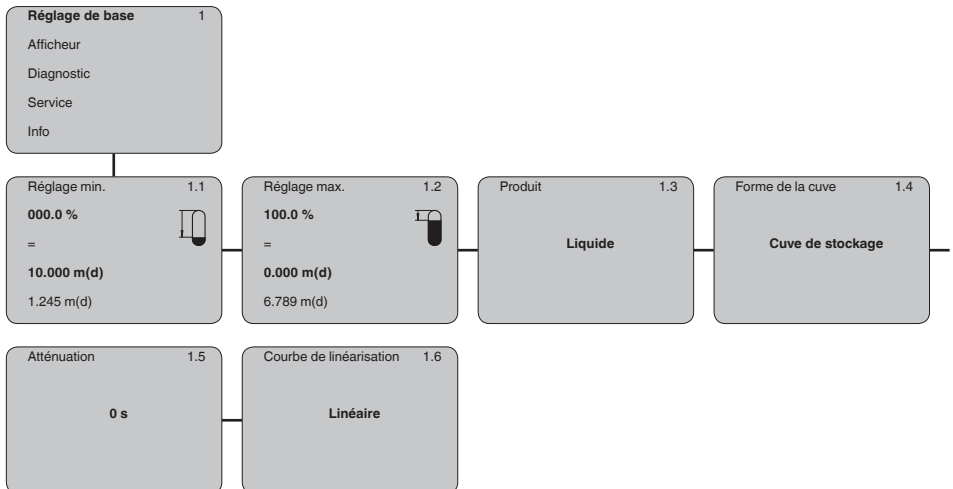 Réglage de base 1
Afficheur
Diagnostic
Service
Info
Réglage min. 1.1
000.0 %
=
10.000 m(d)
1.245 m(d)
Réglage max. 1.2
100.0 %
=
0.000 m(d)
6.789 m(d)
Produit 1.3
Liquide
Forme de la cuve 1.4
Cuve de stockage
Atténuation 1.5
0 s
Courbe de linéarisation 1.6
Linéaire